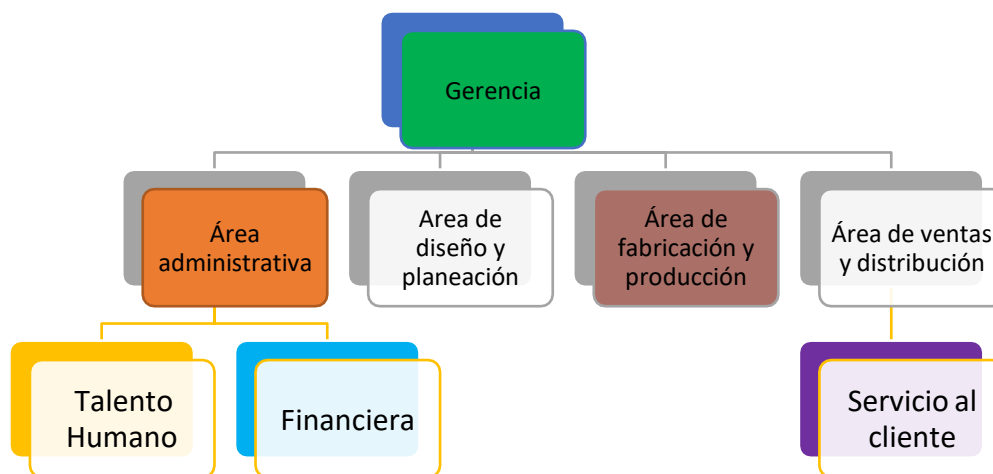 Gerencia
Área
administrativa
Area de
diseño y
planeación
Área de
fabricación y
producción
Área de ventas
y distribución
Talento
Humano
Financiera
Servicio al
cliente